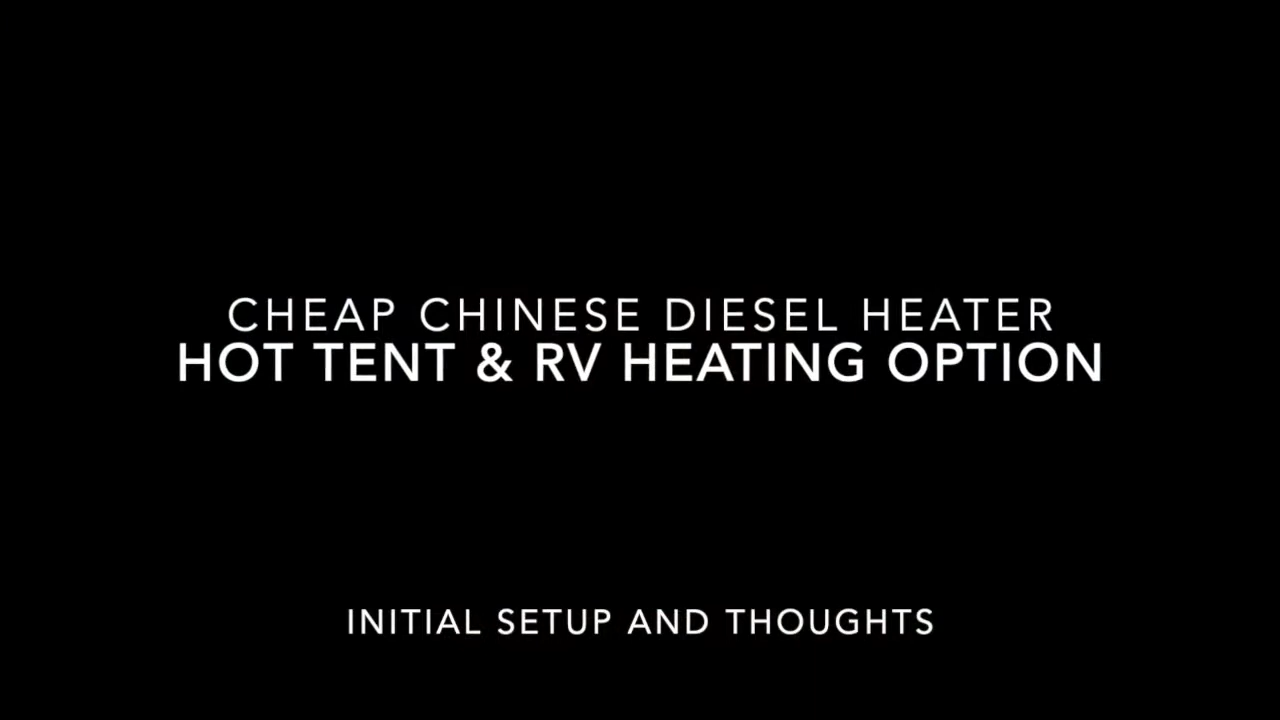 CHEAP CHINESE DIESEL HEATER
HOT TENT & RV HEATING OPTION
INITIAL SETUP AND THOUGHTS